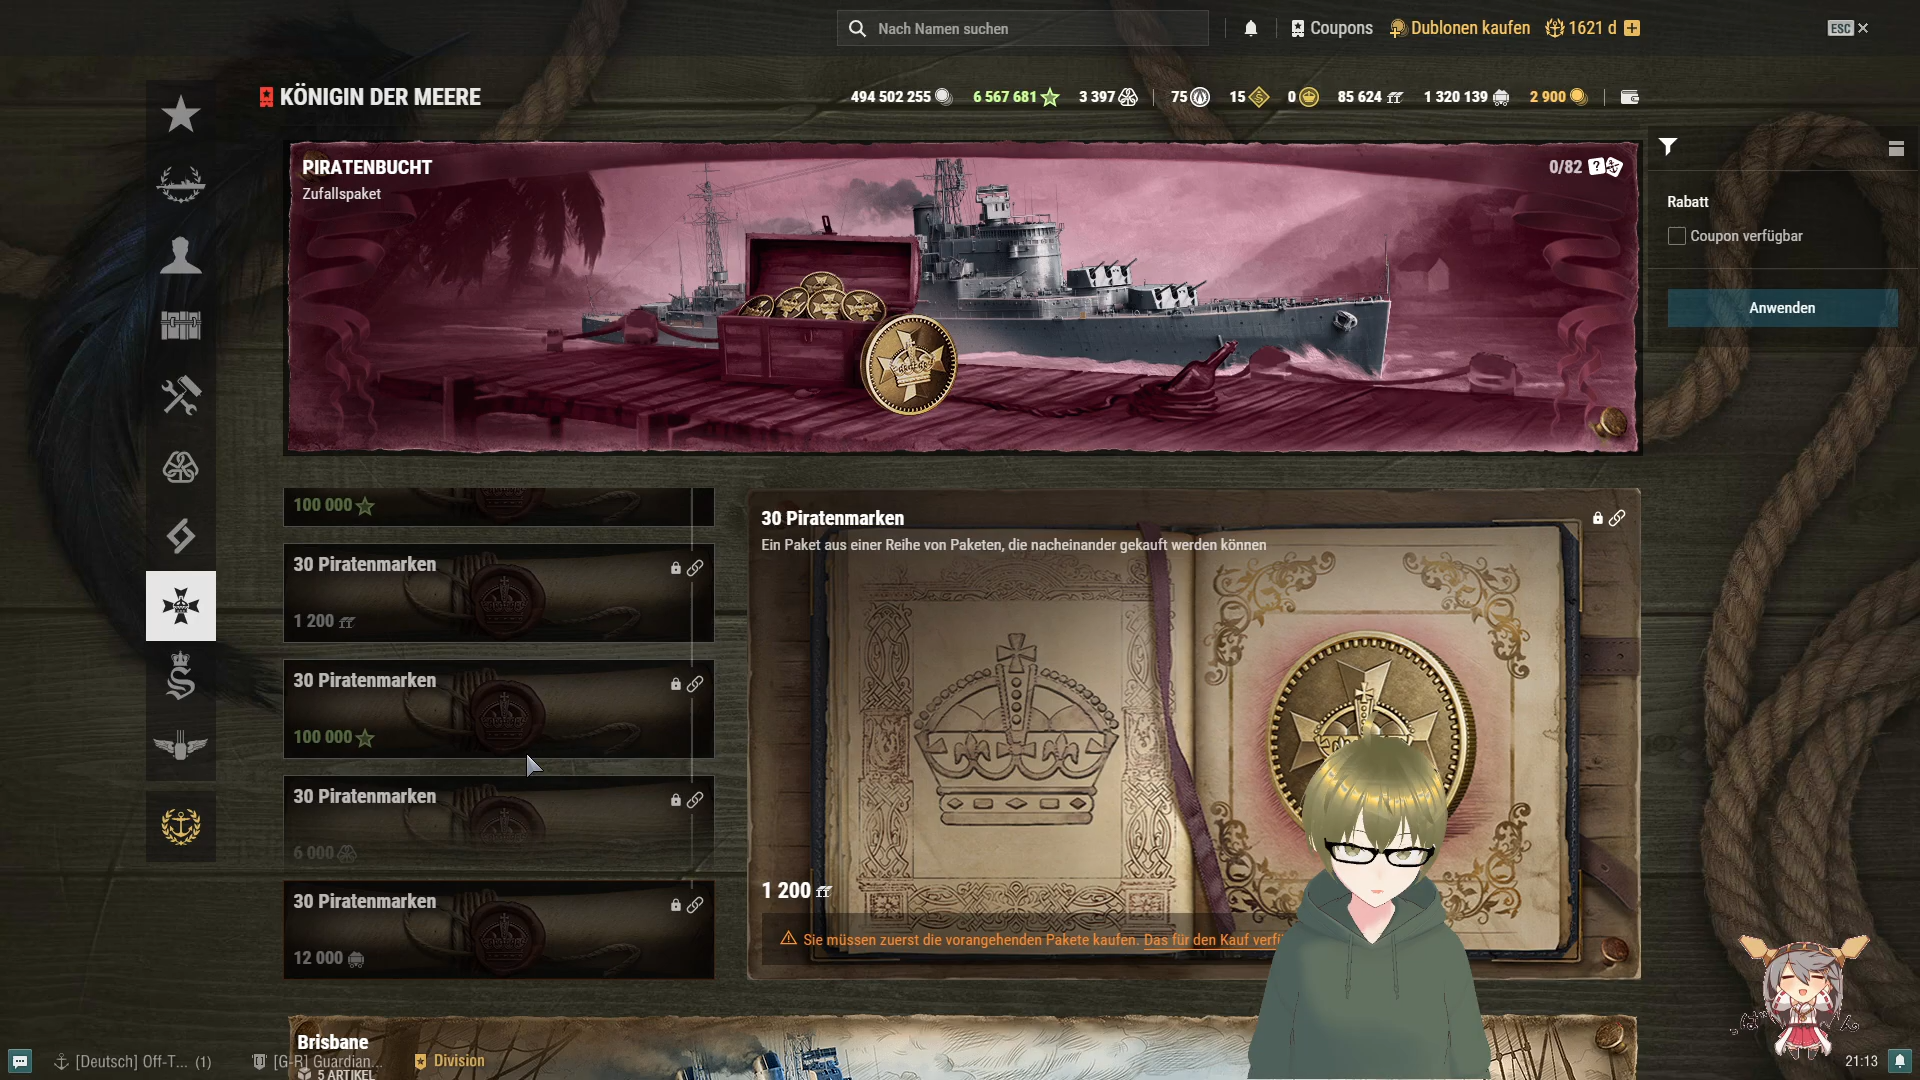 Nach Namen suchen
Coupons
Dublonen kaufen
1621 d
ESC
KÖNIGIN DER MEERE
494 502 255
6 567 681
3 397
75
15
0
85 624
1 320 139
2 900
PIRATENBUCHT
Zufallspaket
0/82
Rabatt
Coupon verfügbar
Anwenden
100 000
30 Piratenmarken
1 200
30 Piratenmarken
100 000
30 Piratenmarken
6 000
30 Piratenmarken
12 000
30 Piratenmarken
Ein Paket aus einer Reihe von Paketen, die nacheinander gekauft werden können
1 200
Sie müssen zuerst die vorangehenden Pakete kaufen. Das für den Kauf
Brisbane
5 ARTIKEL
[Deutsch] Off-T... (1)
[G-R] Guardian...
Division
21:13